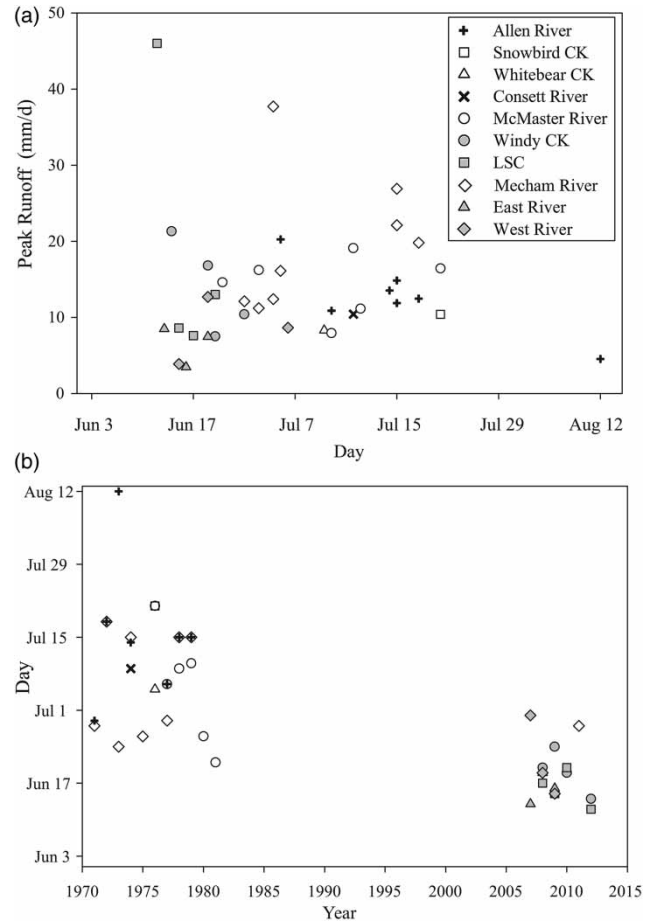 (a)
50
40
30
20
10
0
Peak Runoff (mm/d)
Allen River
Snowbird CK
Whitebear CK
Consett River
McMaster River
Windy CK
LSC
Mecham River
East River
West River
Jun 3 Jun 17 Jul 7 Jul 15 Jul 29 Aug 12
Day
(b)
Aug 12
Jul 29
Jul 15
Jul 1
Jun 17
Jun 3
Day
1970 1975 1980 1985 1990 1995 2000 2005 2010 2015
Year